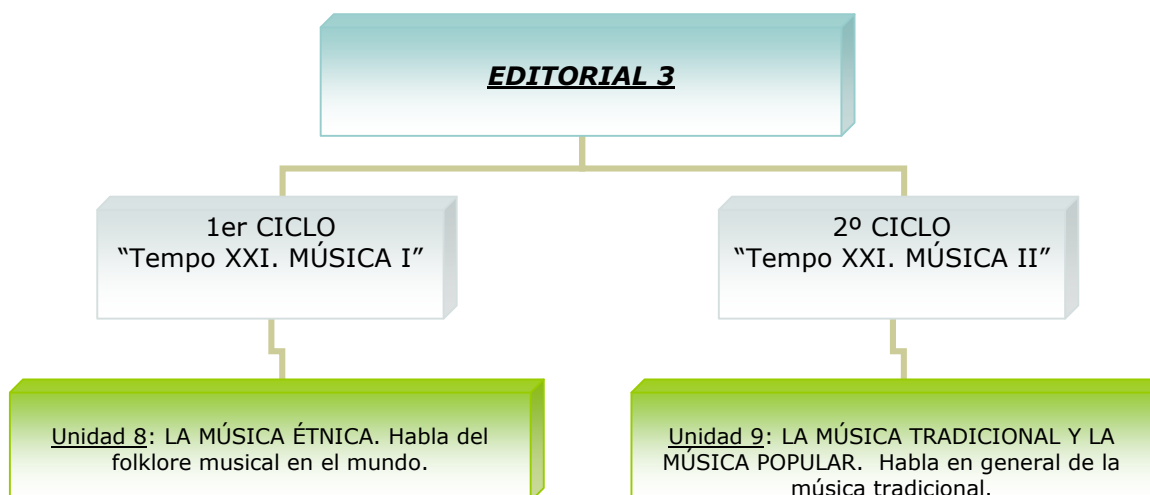 EDITORIAL 3
1er CICLO
“Tempo XXI. MÚSICA I”
2º CICLO
“Tempo XXI. MÚSICA II”
Unidad 8: LA MÚSICA ÉTNICA. Habla del
folklore musical en el mundo.
Unidad 9: LA MÚSICA TRADICIONAL Y LA
MÚSICA POPULAR. Habla en general de la
música tradicional.